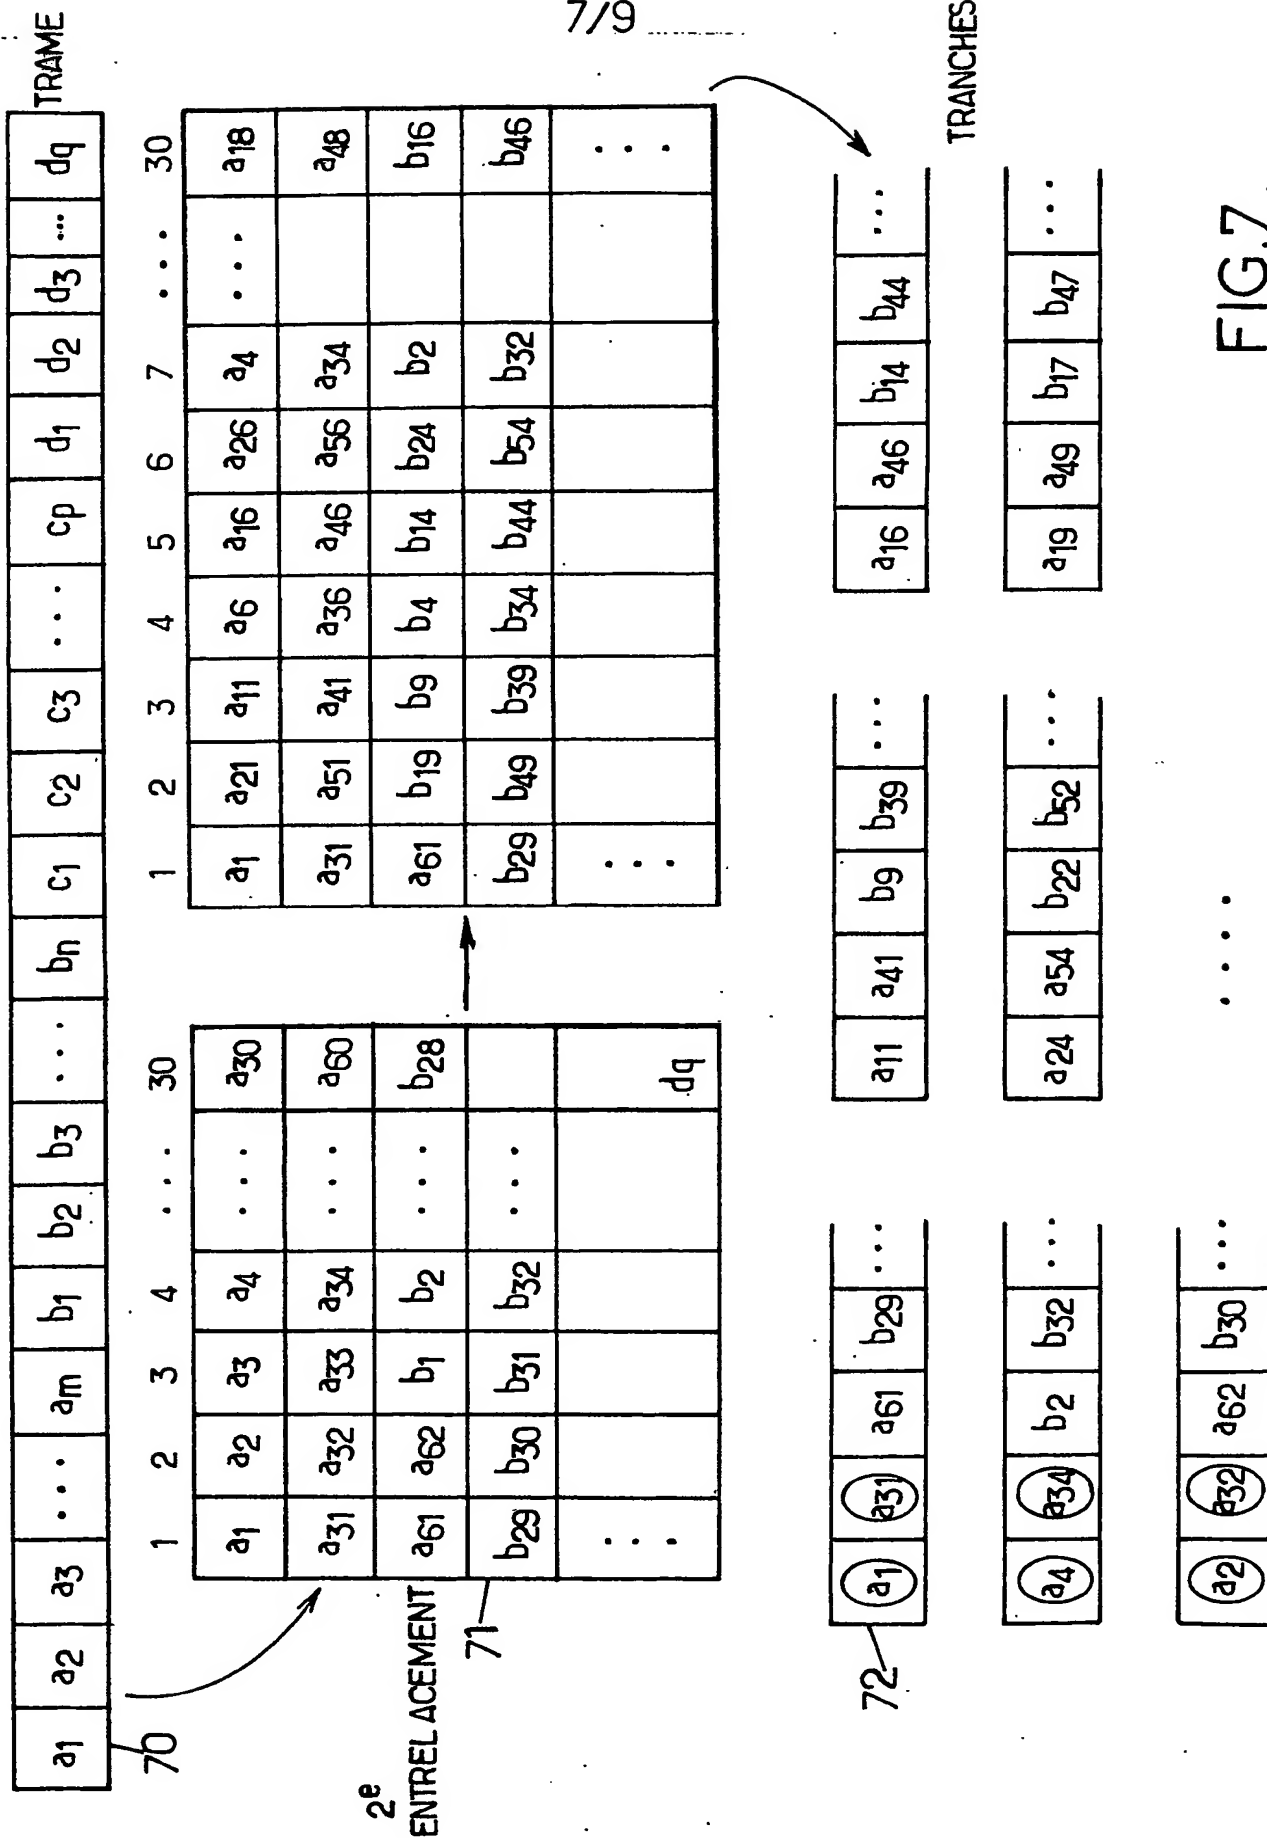 7/9
a1 a2 a3 ... am b1 b2 b3 ... bn c1 c2 c3 ... cp d1 d2 d3 ... dq TRAME
70
2e
ENTRELACEMENT
71
1 2 3 4 ... 30
a1 a2 a3 a4 ... a30
a31 a32 a33 a34 ... a60
a61 a62 b1 b2 ... b28
b29 b30 b31 b32 ...
... dq
1 2 3 4 5 6 7 ... 30
a1 a21 a11 a6 a16 a26 a4 ... a18
a31 a51 a41 a36 a46 a56 a34 a48
a61 b19 b9 b4 b14 b24 b2 b16
b29 b49 b39 b34 b44 b54 b32 b46
... ...
72
a1 a31 a61 b29 ...
a11 a41 b9 b39 ...
a16 a46 b14 b44 ...
TRANCHES
a4 a34 b2 b32 ...
a24 a54 b22 b52 ...
a19 a49 b17 b47 ...
a2 a32 a62 b30 ...
....
FIG.7